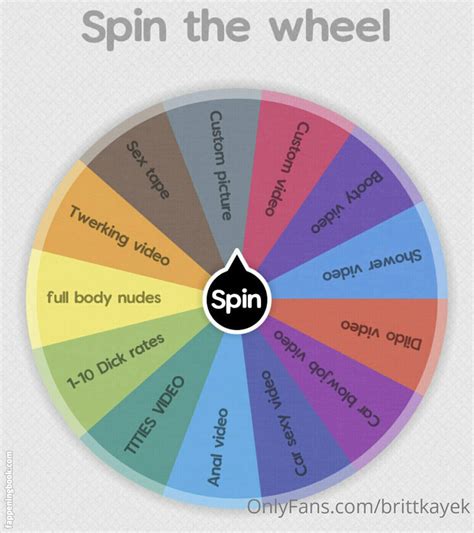 Spin the wheel
Custom picture
Custom video
Booty video
Shower video
Dildo video
Car blowjob video
Car sexy video
Anal video
TITIES VIDEO
1-10 Dick rates
full body nudes
Twerking video
Sex tape
Spin
OnlyFans.com/brittkayek
fappeningbook.com